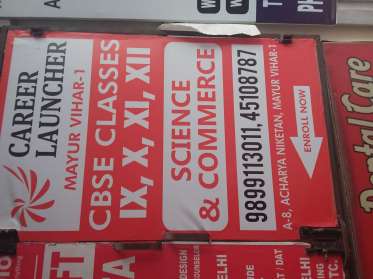 CAREER
LAUNCHER
MAYUR VIHAR-1
CBSE CLASSES
IX, X, XI, XII
SCIENCE
& COMMERCE
9899113011,45108787
A-8, ACHARYA NIKETAN, MAYUR VIHAR-1
ENROLL NOW
Dental Care